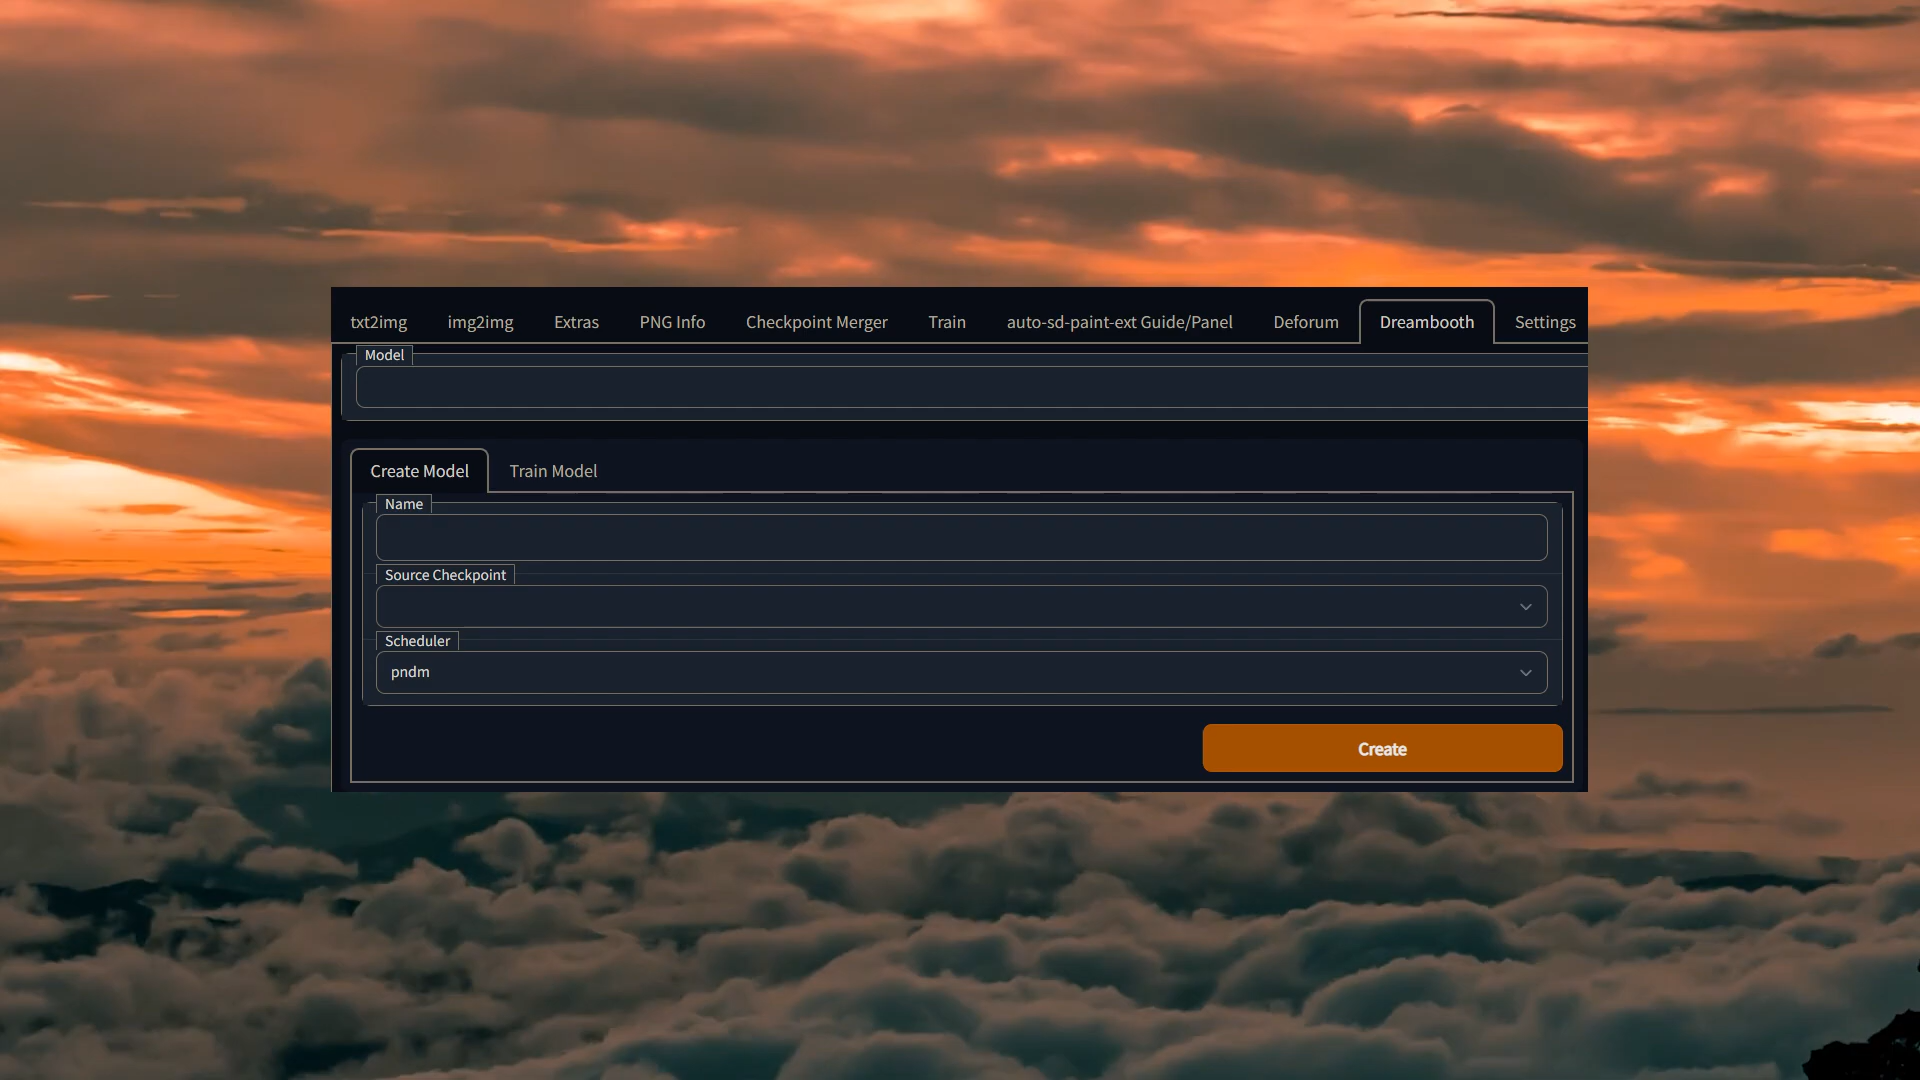 txt2img img2img Extras PNG Info Checkpoint Merger Train auto-sd-paint-ext Guide/Panel Deforum Dreambooth Settings
Model
Create Model Train Model
Name
Source Checkpoint
Scheduler
pndm
Create